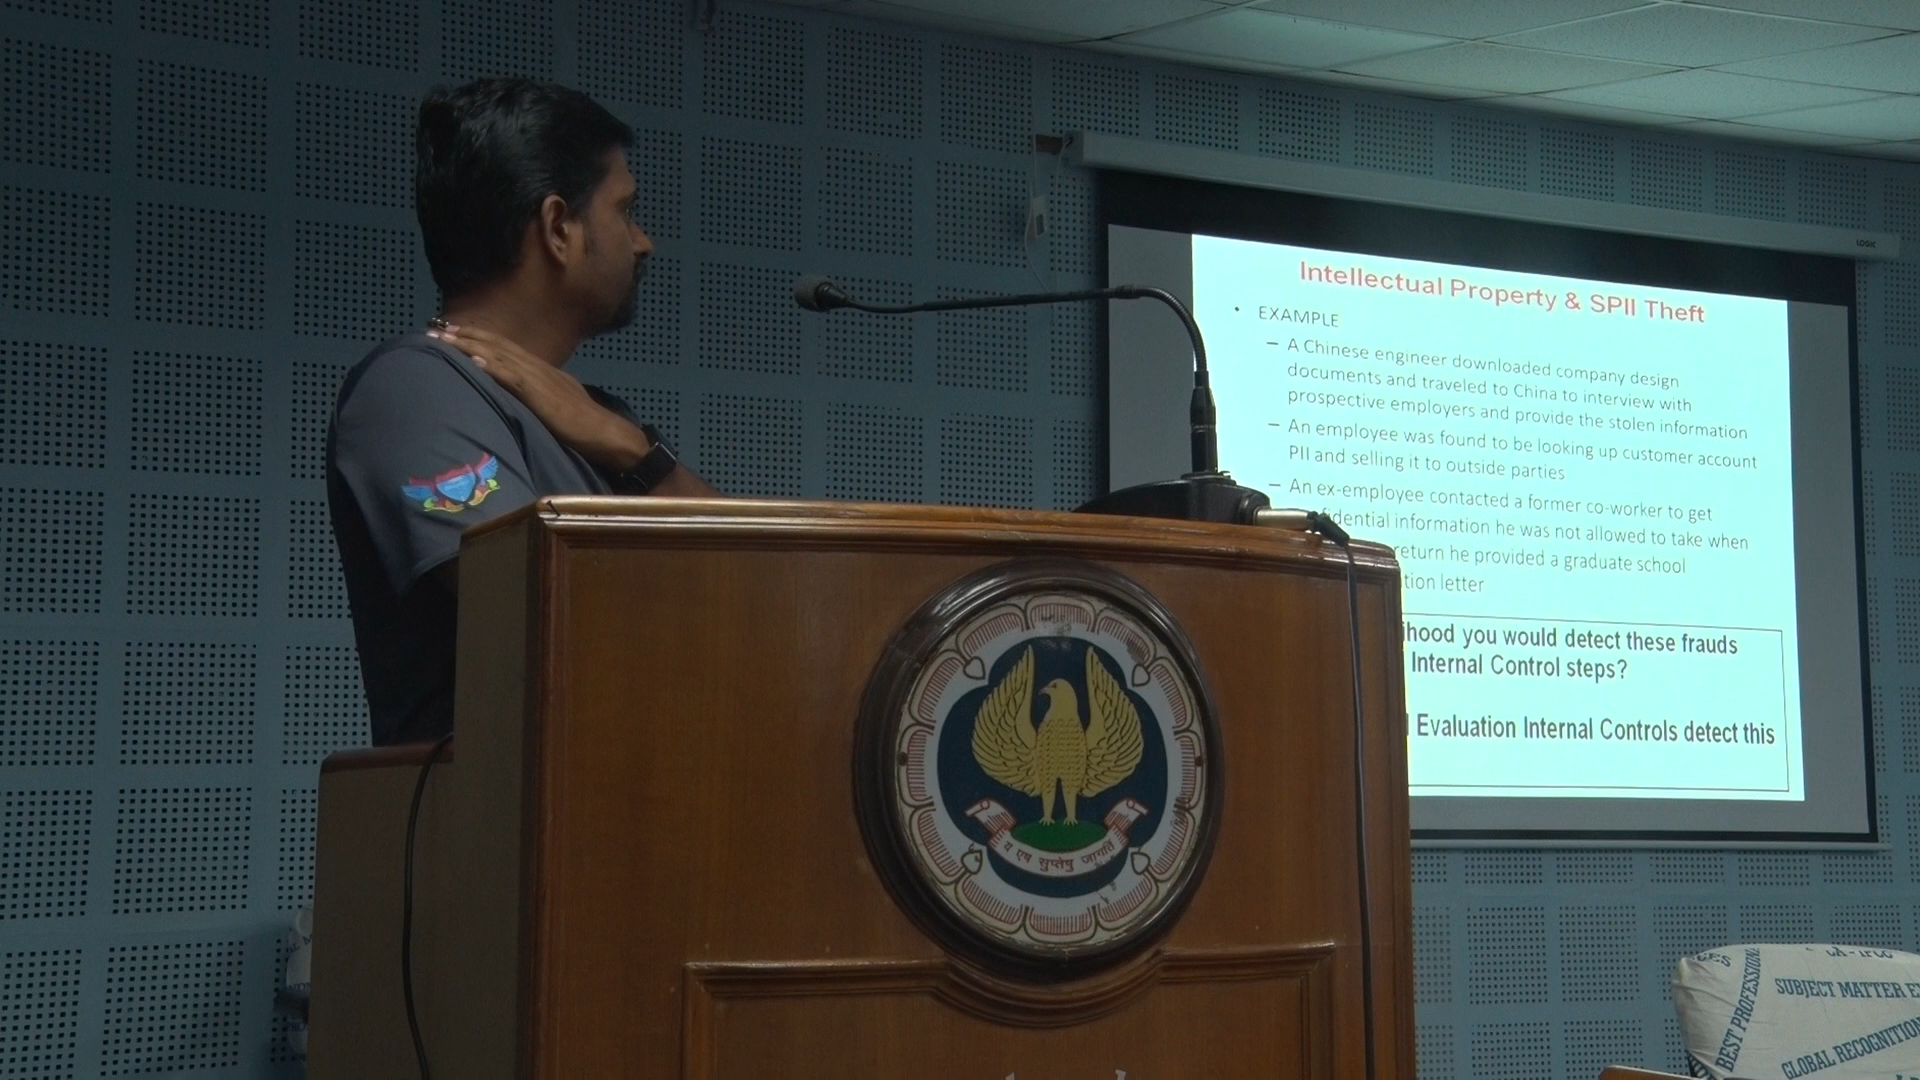 LOGIC
Intellectual Property & SPII Theft
• EXAMPLE
– A Chinese engineer downloaded company design
documents and traveled to China to interview with
prospective employers and provide the stolen information
– An employee was found to be looking up customer account
PII and selling it to outside parties
– An ex-employee contacted a former co-worker to get
fidential information he was not allowed to take when
return he provided a graduate school
tion letter
ihood you would detect these frauds
Internal Control steps?
Evaluation Internal Controls detect this
य एष सुप्तेषु जागर्ति
BEST PROFESSION
SUBJECT MATTER E
GLOBAL RECOGNITION